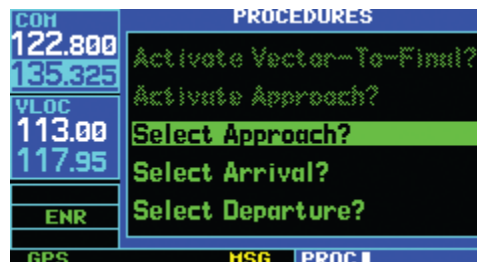 COM
122.800
135.325
VLOC
113.00
117.95
ENR
GPS
PROCEDURES
Activate Vector-To-Final?
Activate Approach?
Select Approach?
Select Arrival?
Select Departure?
MSG
PROC